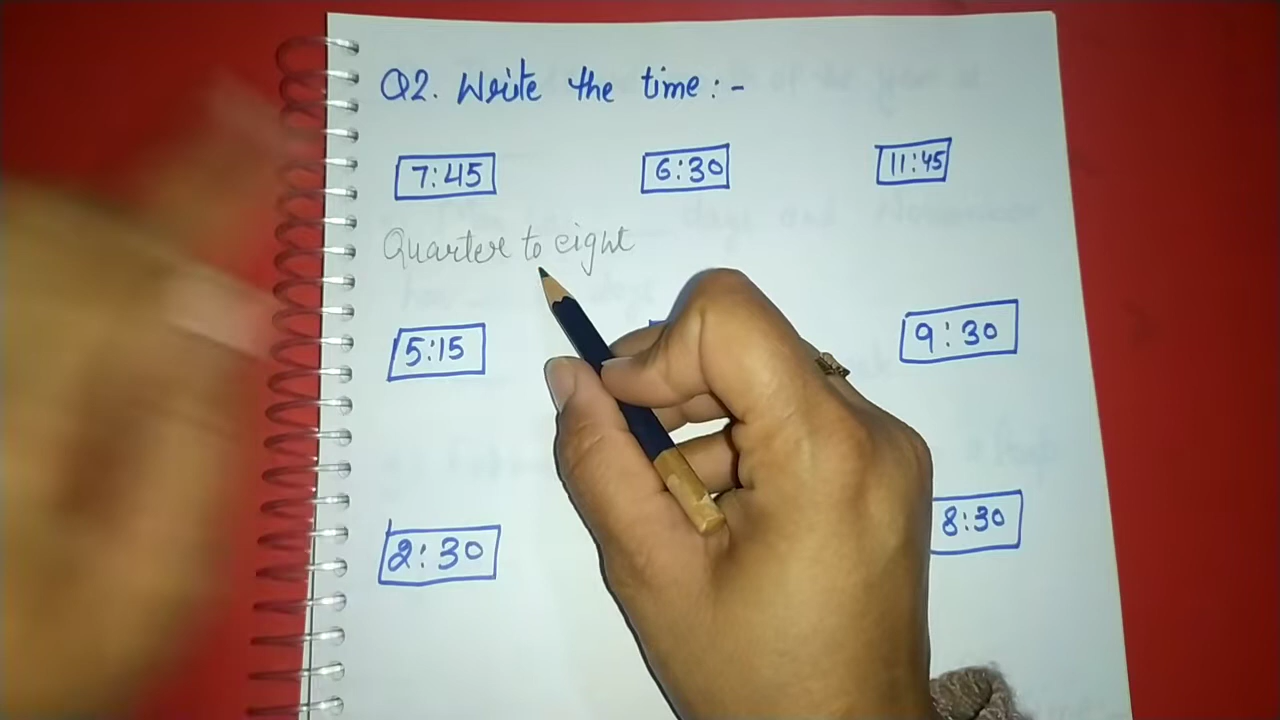 Q2. Write the time : -
7:45 6:30 11:45
Quarter to eight
5:15 9:30
2:30 8:30